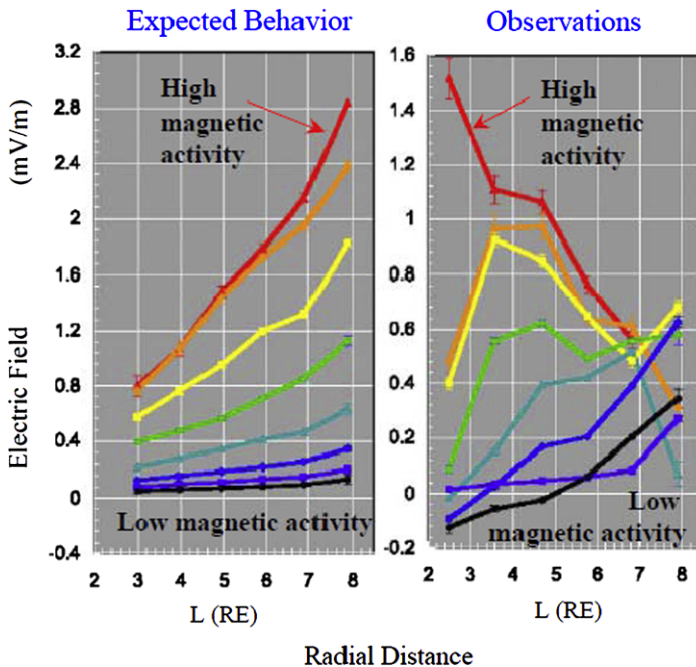 Expected Behavior
Observations
3.2
2.8
2.4
2
1.6
1.2
0.8
0.4
0
-0.4
High
magnetic
activity
Low magnetic activity
2 3 4 5 6 7 8
L (RE)
1.6
1.4
1.2
1
0.8
0.6
0.4
0.2
0
-0.2
High
magnetic
activity
Low
magnetic
activity
2 3 4 5 6 7 8
L (RE)
Electric Field (mV/m)
Radial Distance